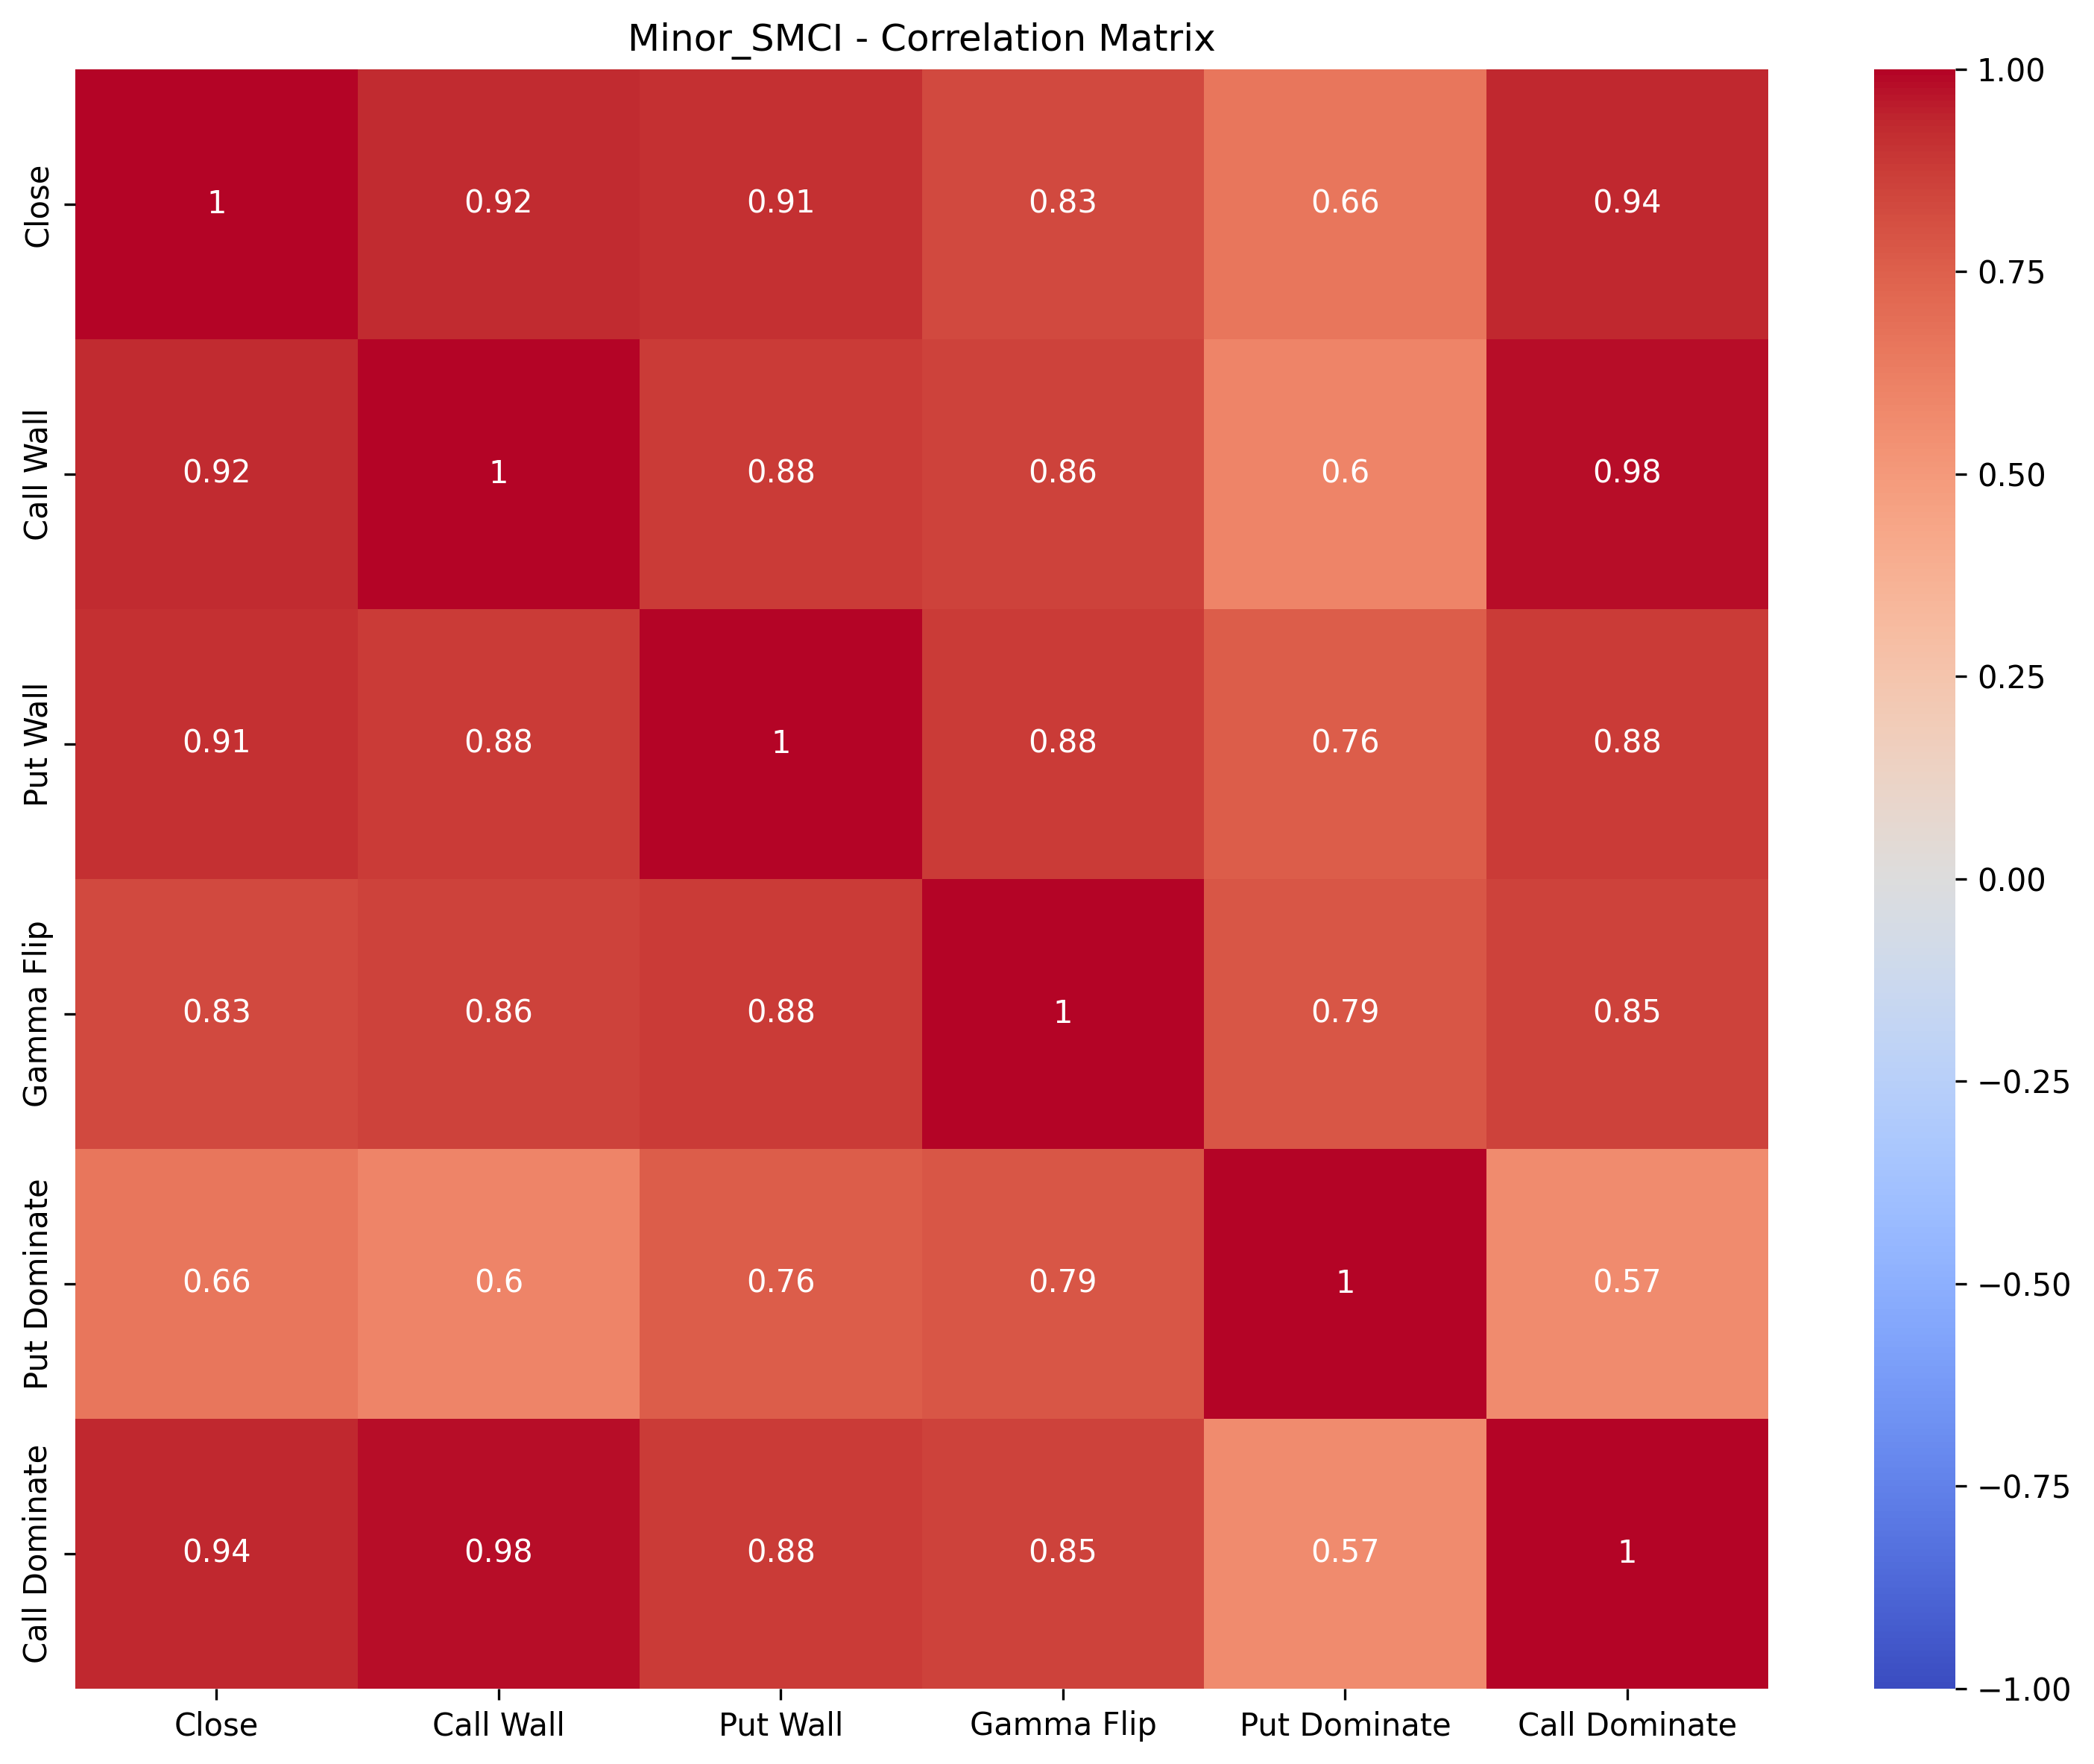 Minor_SMCI - Correlation Matrix
Close 1 0.92 0.91 0.83 0.66 0.94
Call Wall 0.92 1 0.88 0.86 0.6 0.98
Put Wall 0.91 0.88 1 0.88 0.76 0.88
Gamma Flip 0.83 0.86 0.88 1 0.79 0.85
Put Dominate 0.66 0.6 0.76 0.79 1 0.57
Call Dominate 0.94 0.98 0.88 0.85 0.57 1
Close Call Wall Put Wall Gamma Flip Put Dominate Call Dominate
1.00
0.75
0.50
0.25
0.00
−0.25
−0.50
−0.75
−1.00